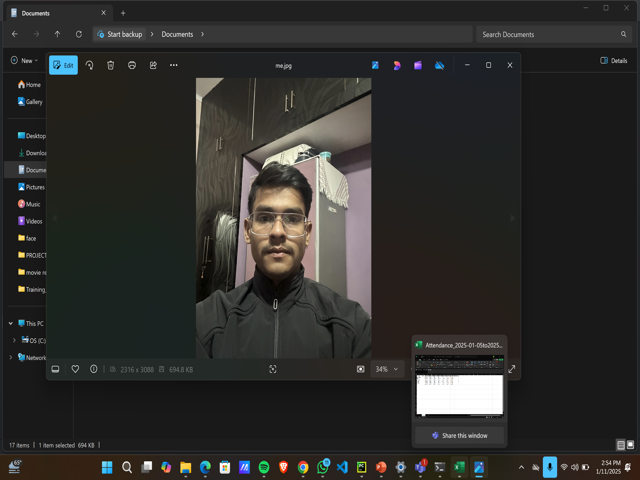 Documents
Start backup
Documents
Search Documents
New
me.jpg
Edit
Details
Home
Gallery
Desktop
Downloa
Docume
Pictures
Music
Videos
face
PROJECT
movie re
Training_
This PC
OS (C:)
Network
2316 x 3088
694.8 KB
34%
Attendance_2025-01-05to2025...
Share this window
17 items
1 item selected 694 KB
2:54 PM
1/11/2025